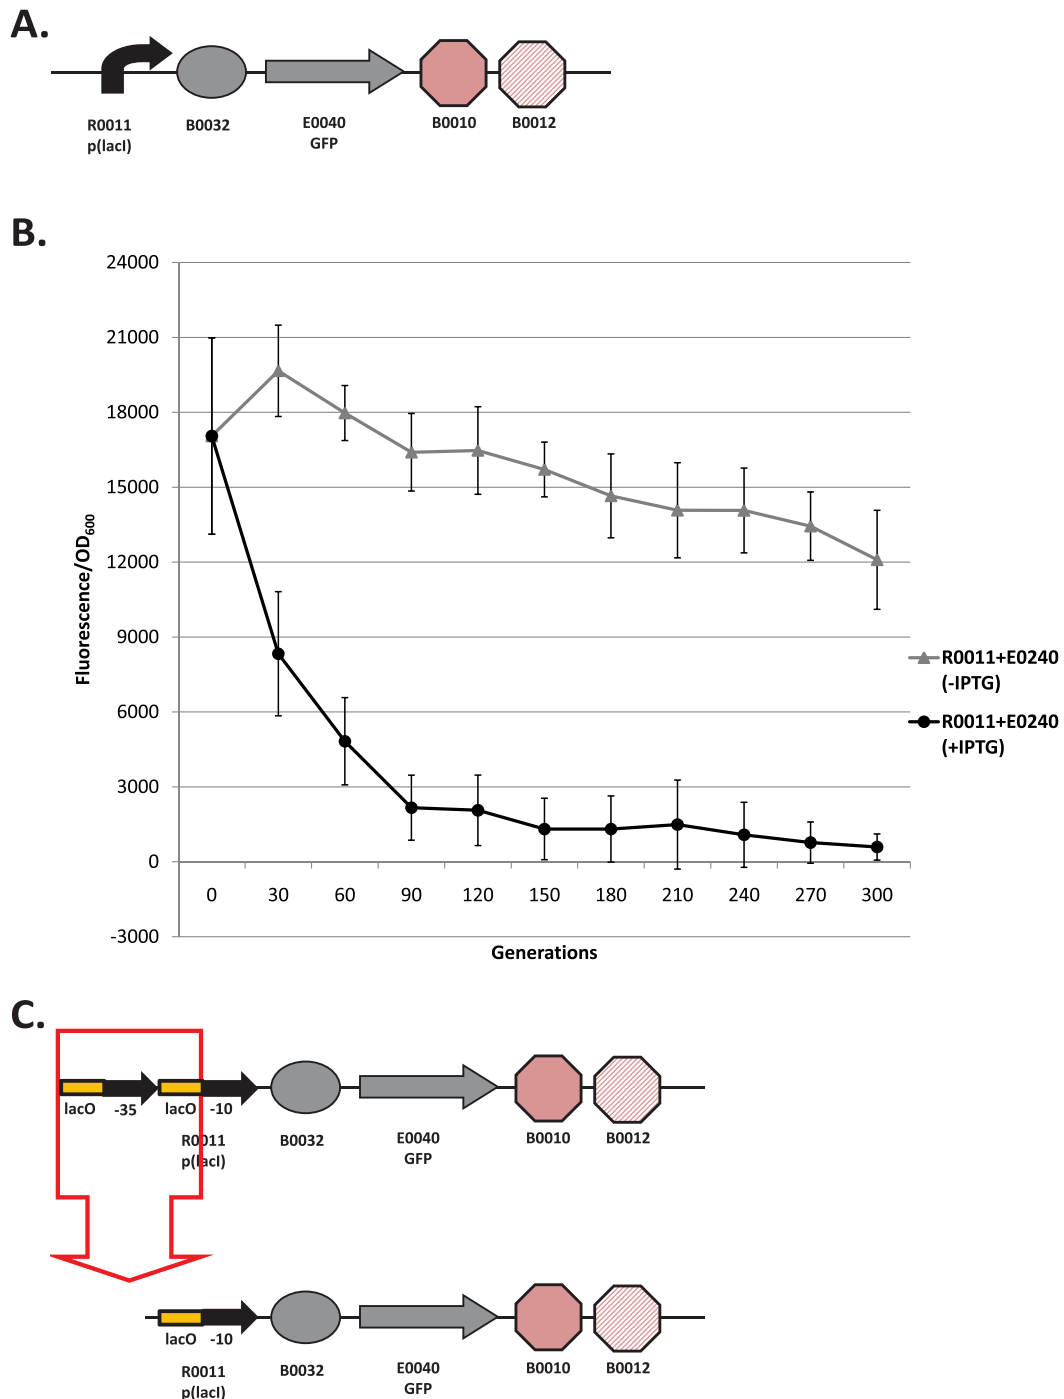 A.
R0011
p(lacI)
B0032
E0040
GFP
B0010
B0012
B.
24000
21000
18000
15000
12000
9000
6000
3000
0
-3000
Fluorescence/OD600
0 30 60 90 120 150 180 210 240 270 300
Generations
R0011+E0240
(-IPTG)
R0011+E0240
(+IPTG)
C.
lacO -35 lacO -10
R0011
p(lacI)
B0032
E0040
GFP
B0010
B0012
lacO -10
R0011
p(lacI)
B0032
E0040
GFP
B0010
B0012